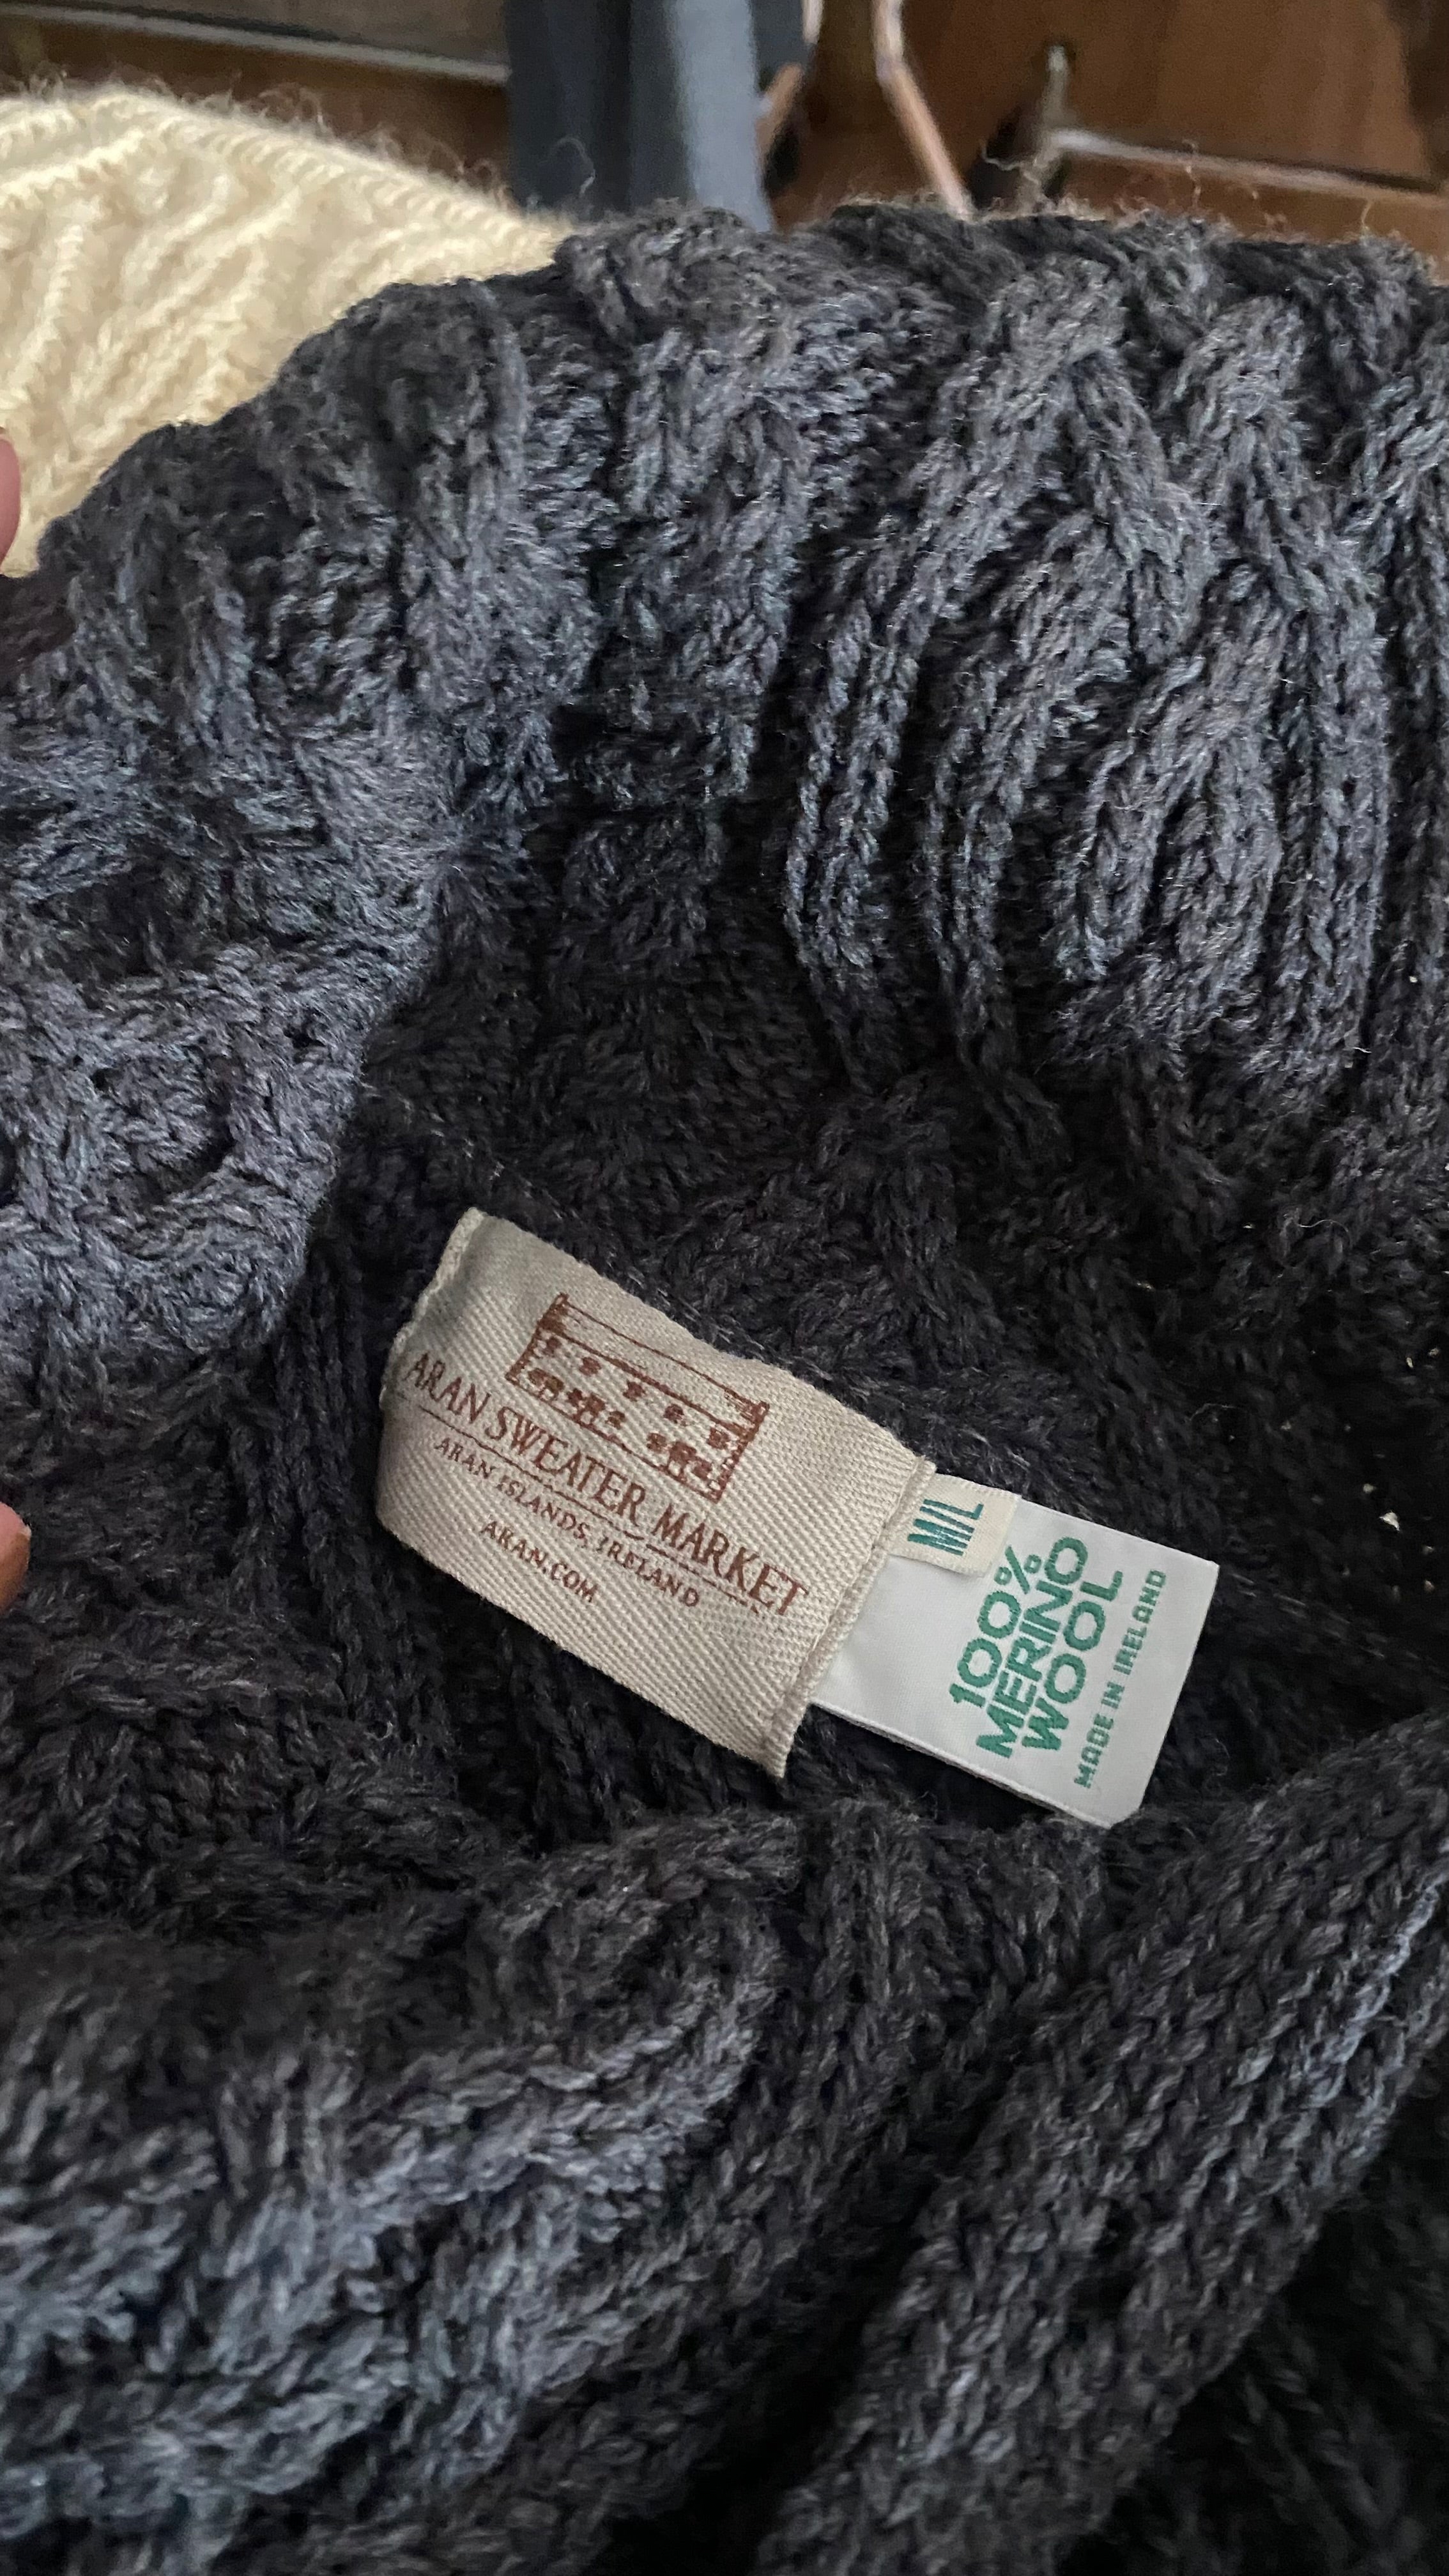 ARAN SWEATER MARKET
ARAN ISLANDS, IRELAND
ARAN.COM
M/L
100%
MERINO
WOOL
MADE IN IRELAND